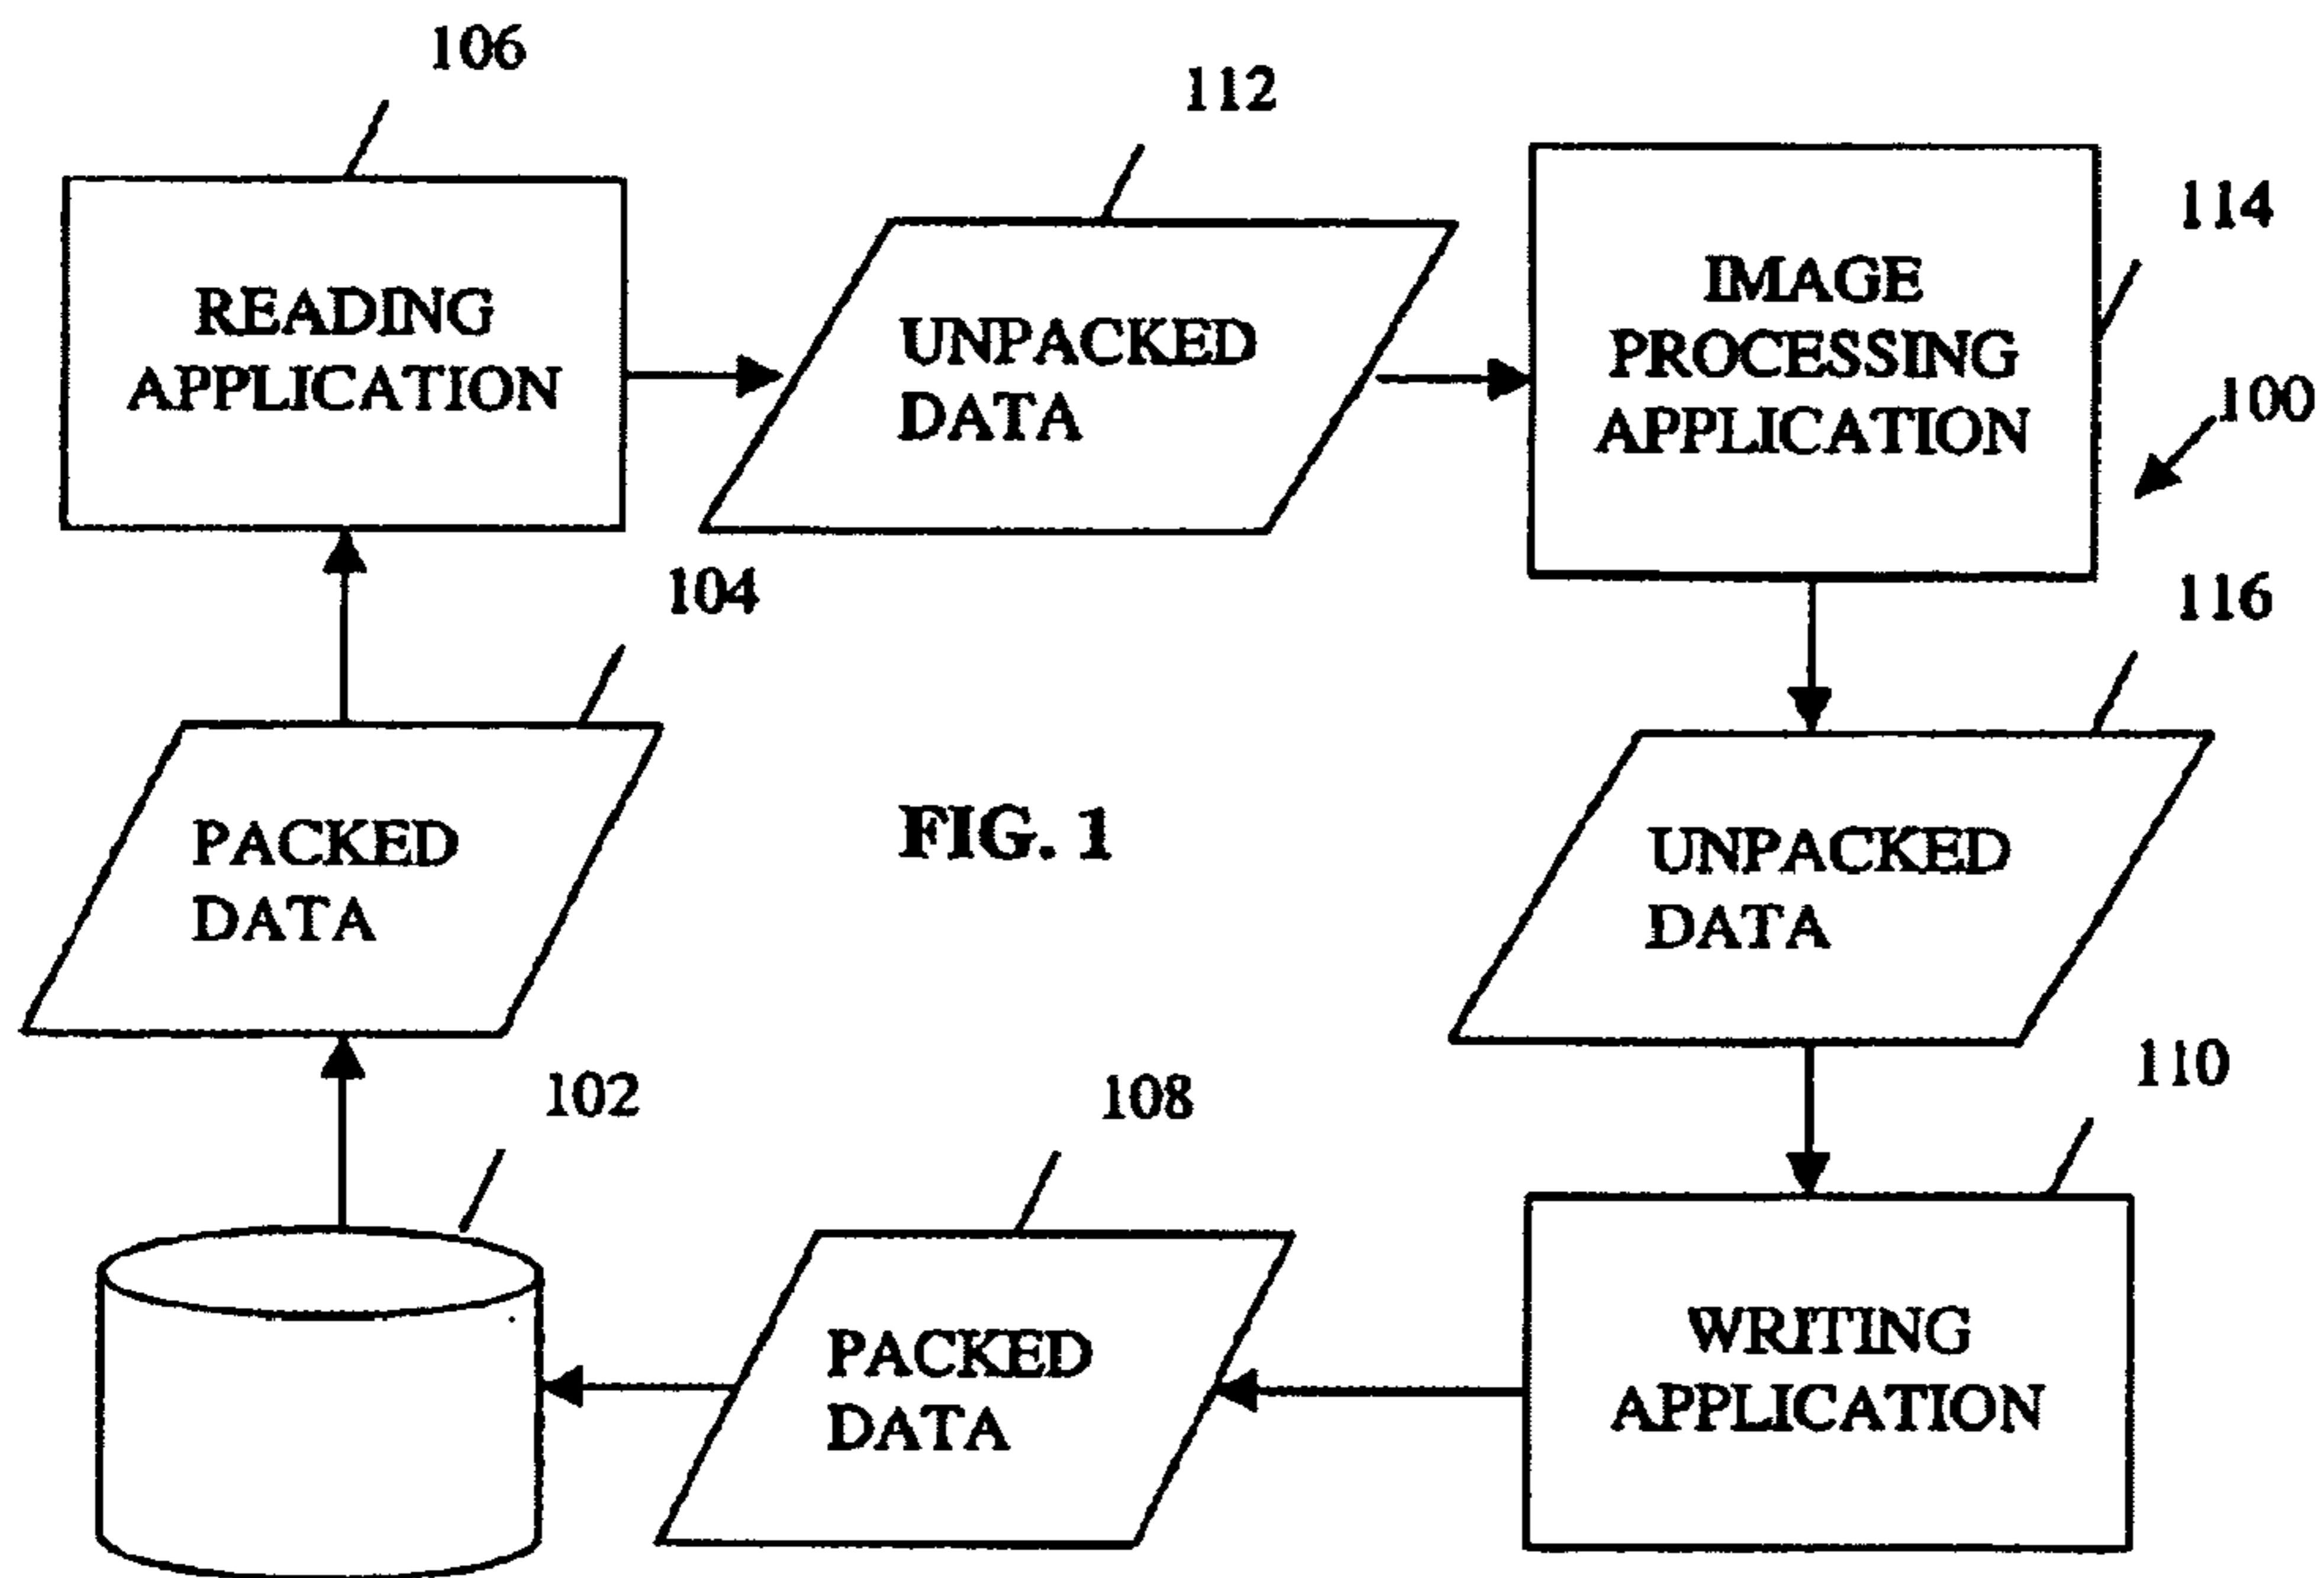 106
112
114
READING
APPLICATION
UNPACKED
DATA
IMAGE
PROCESSING
APPLICATION
100
104
116
PACKED
DATA
FIG. 1
UNPACKED
DATA
102
108
110
PACKED
DATA
WRITING
APPLICATION